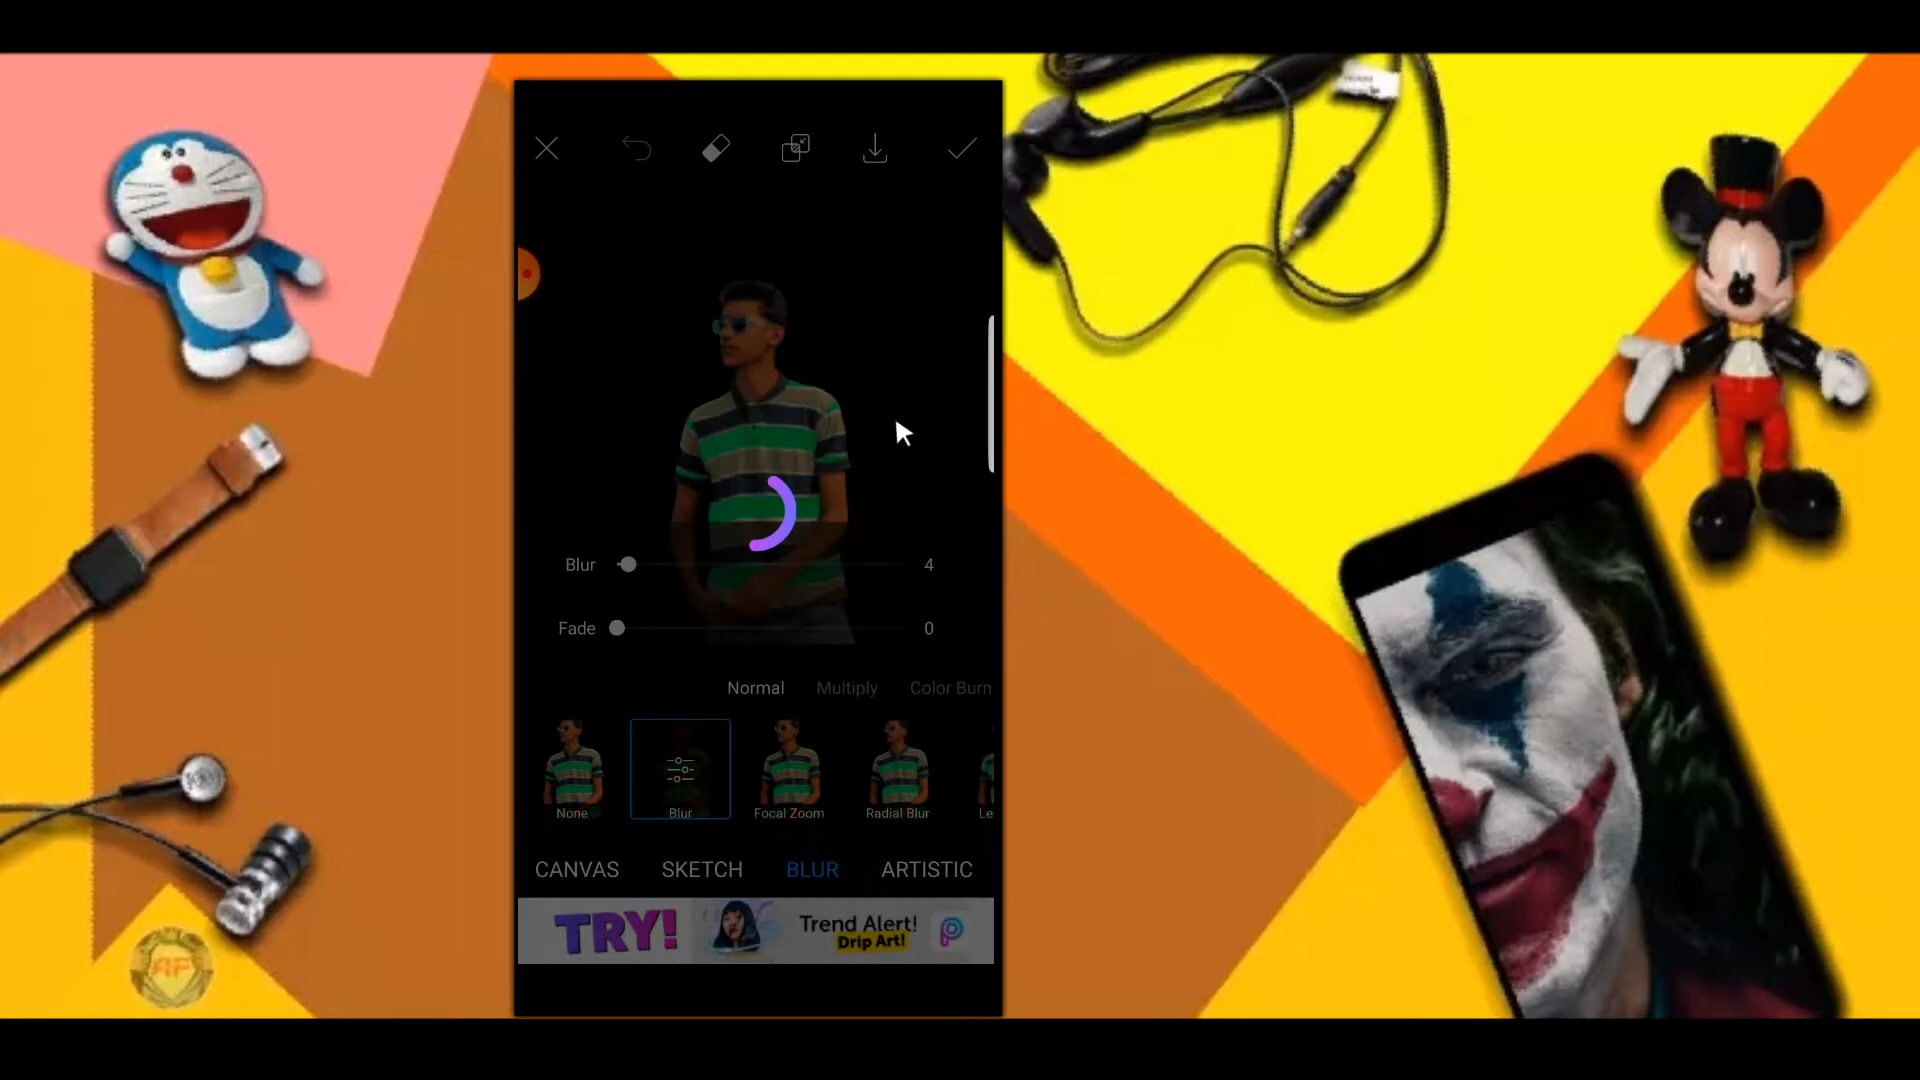 Blur 4
Fade 0
Normal Multiply Color Burn
None Blur Focal Zoom Radial Blur Le
CANVAS SKETCH BLUR ARTISTIC
TRY! Trend Alert!
Drip Art!
AF